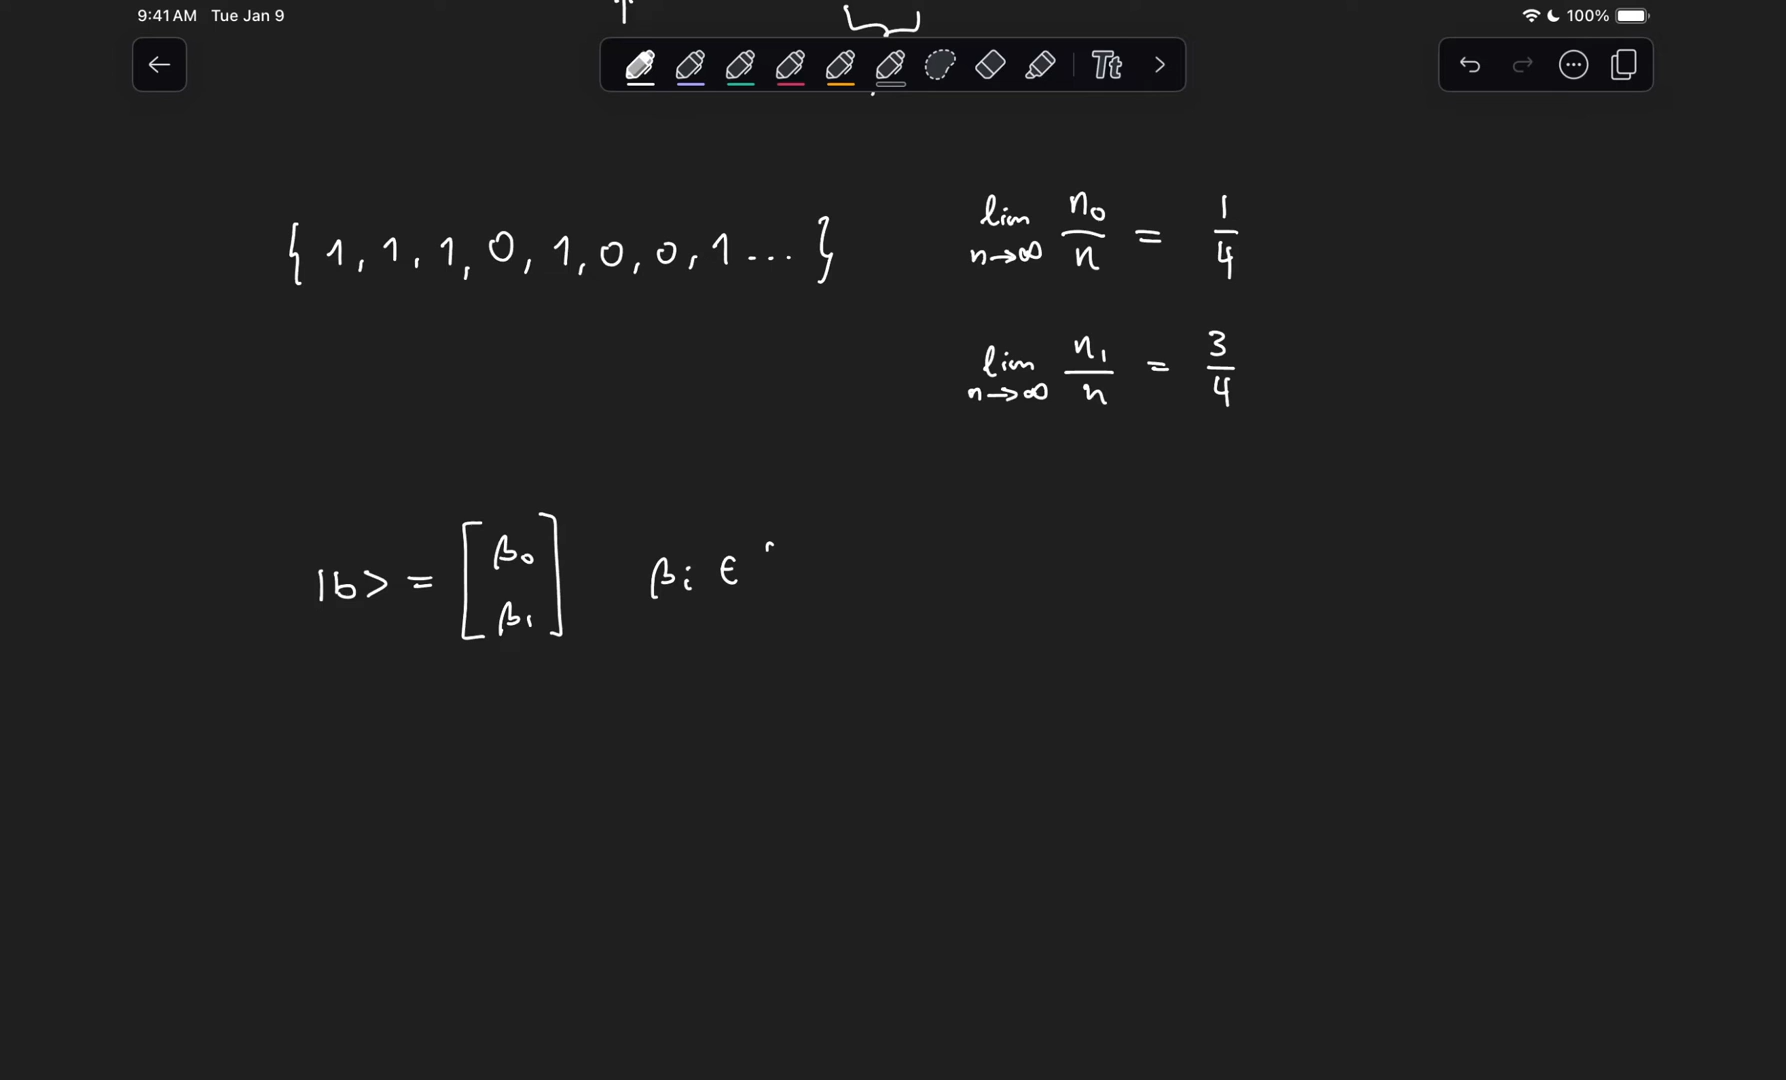 9:41 AM Tue Jan 9 100%
Tt
{ 1, 1, 1, 0, 1, 0, 0, 1 ... }
lim n→∞ n₀/n = 1/4
lim n→∞ n₁/n = 3/4
|b> = [ β₀
β₁ ] βᵢ ∈